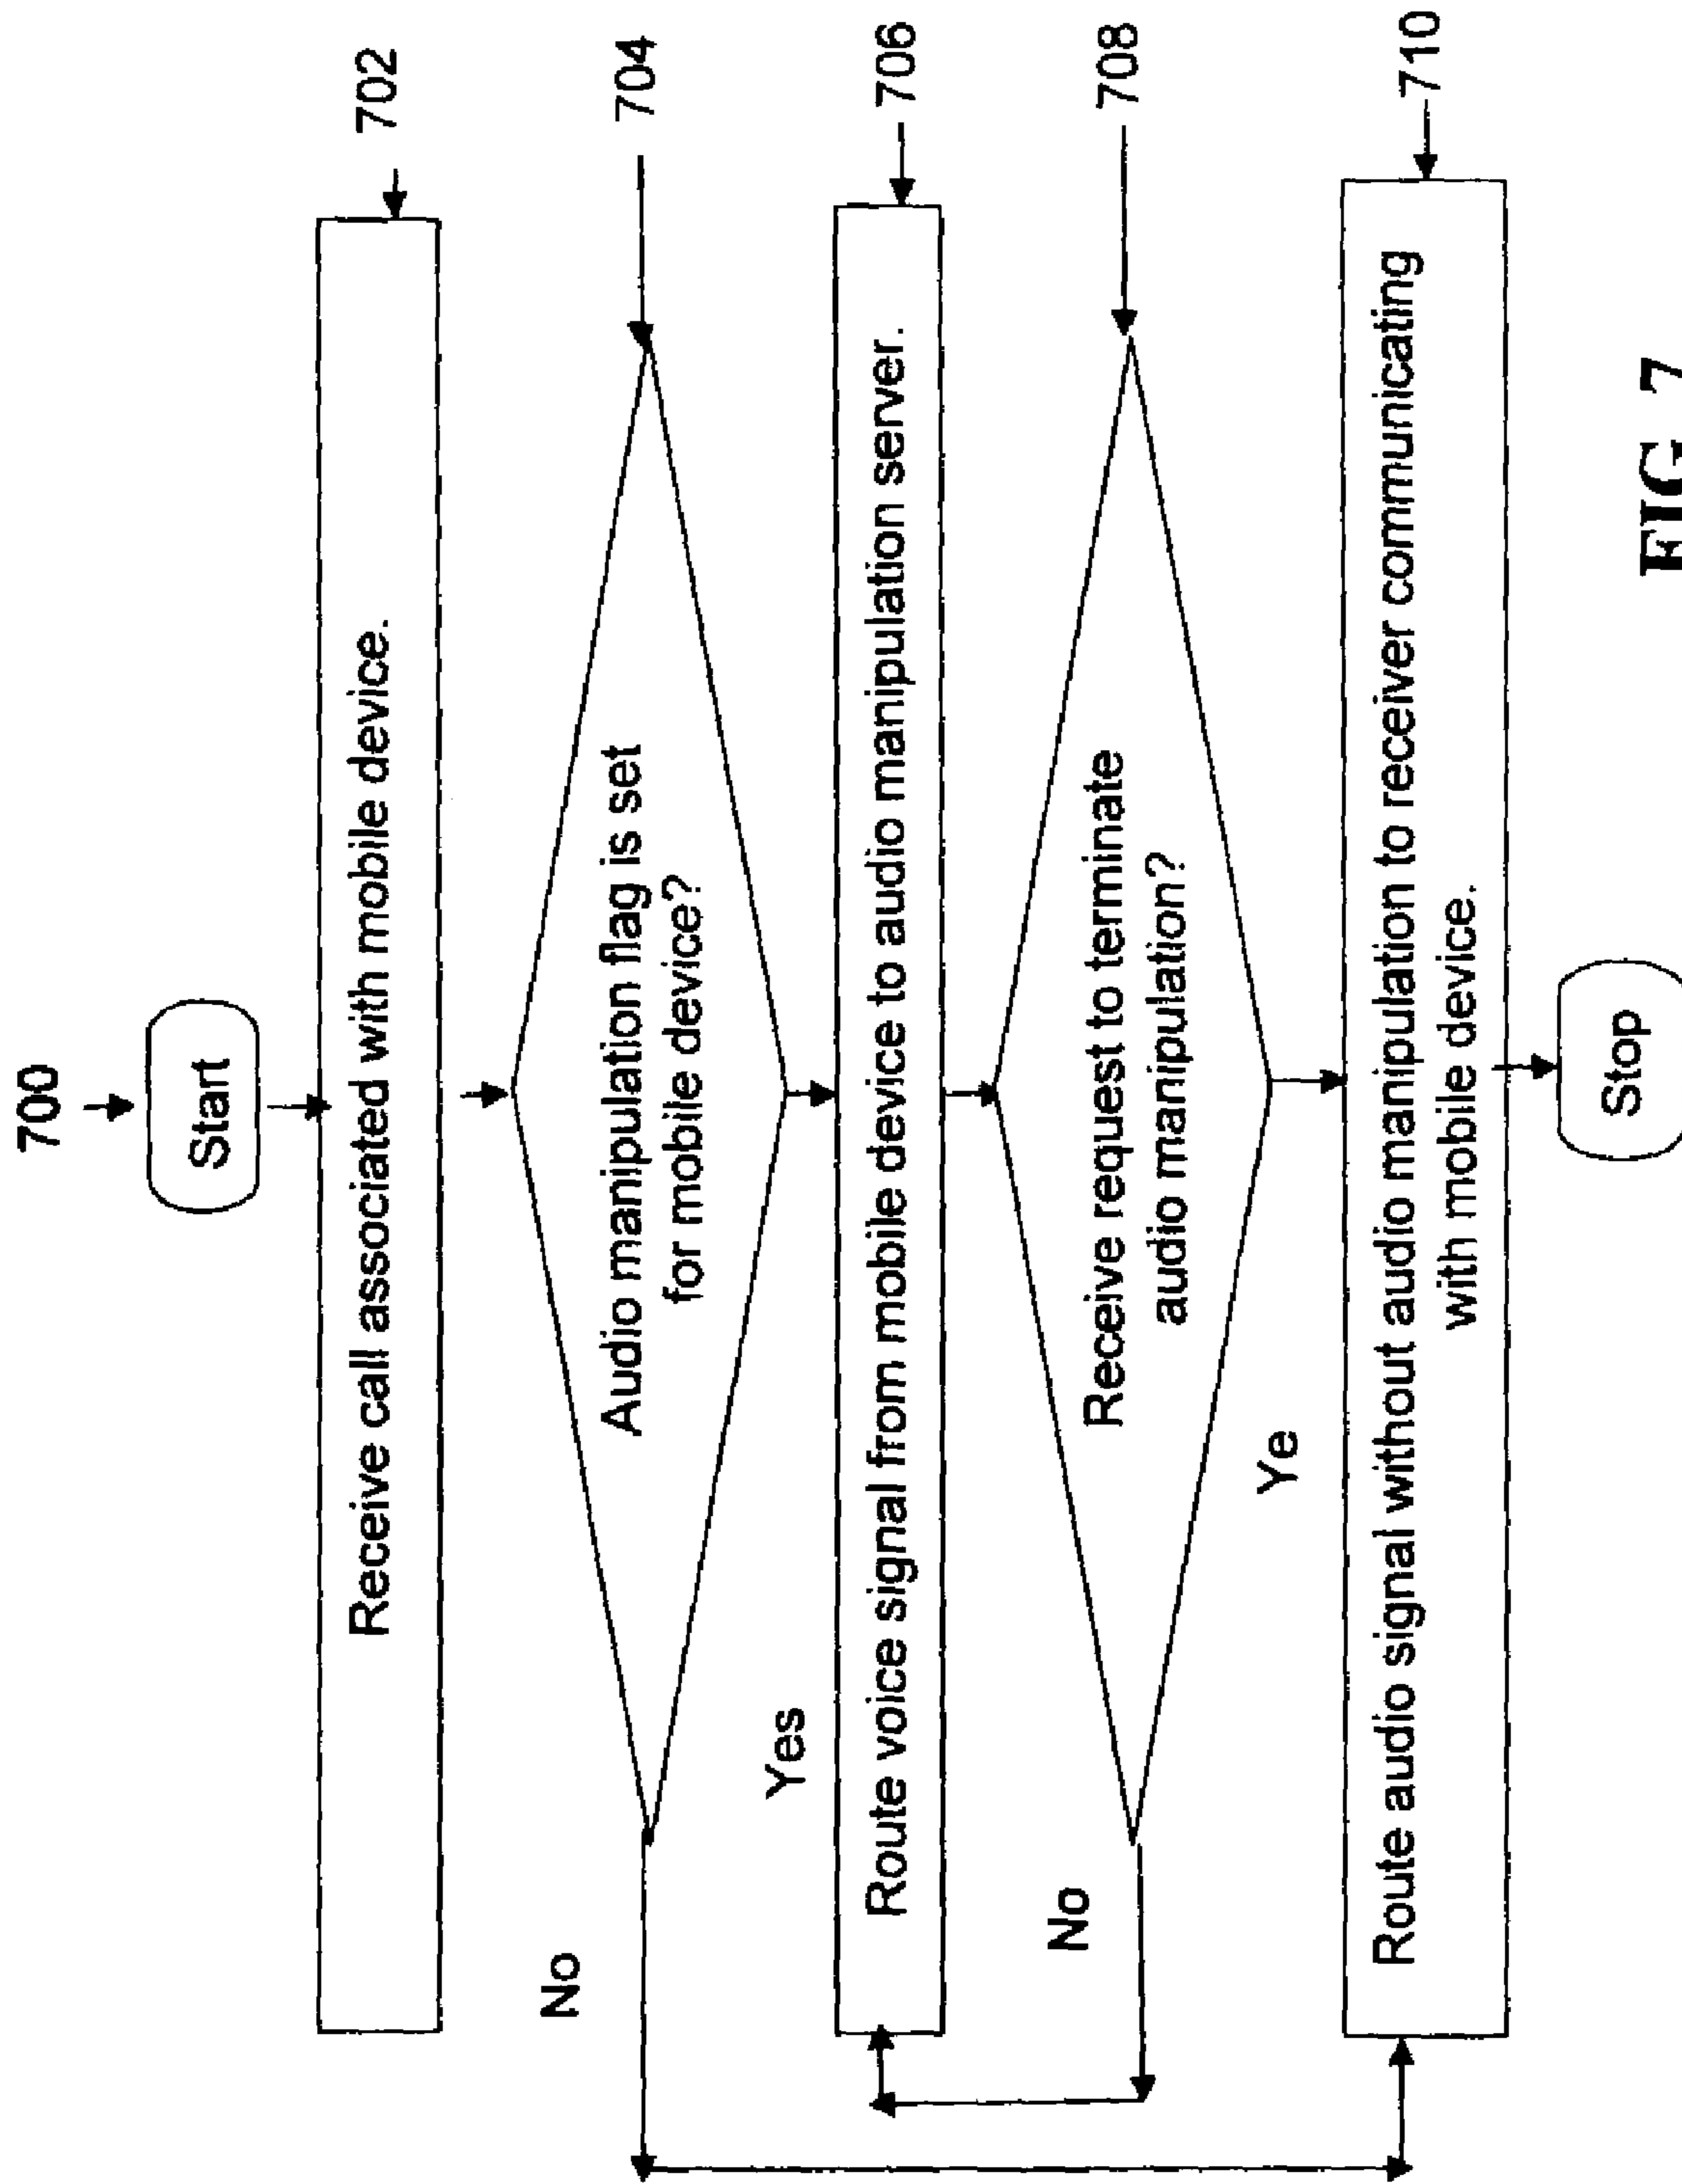 700
Start
Receive call associated with mobile device.
702
Audio manipulation flag is set
for mobile device?
704
No
Yes
Route voice signal from mobile device to audio manipulation server.
706
Receive request to terminate
audio manipulation?
708
No
Ye
Route audio signal without audio manipulation to receiver communicating
with mobile device.
710
Stop
FIG 7